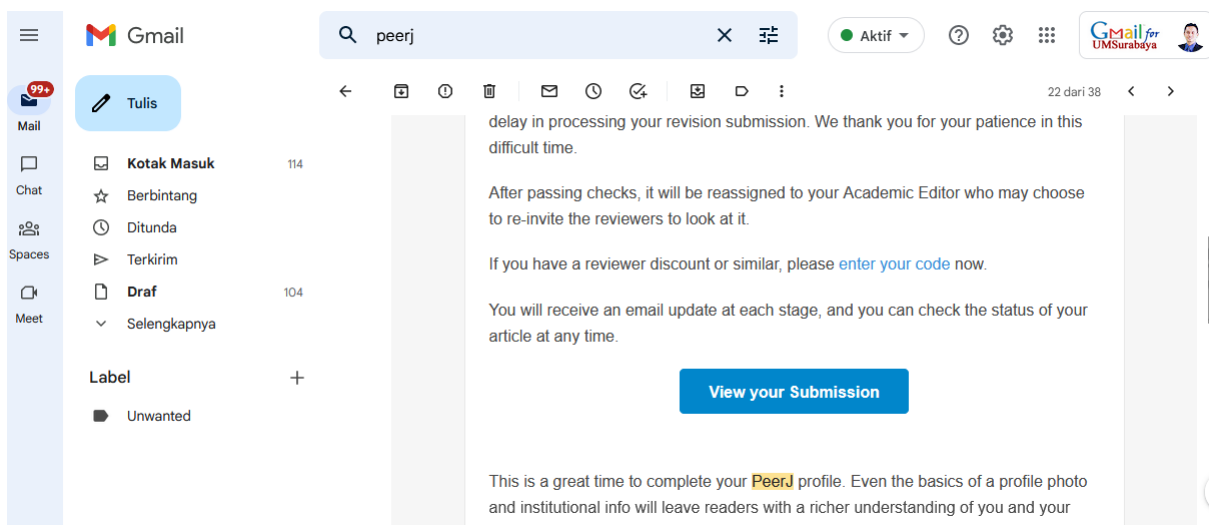 Gmail
peerj
Aktif
Gmail for
UMSurabaya
99+
Mail
Chat
Spaces
Meet
Tulis
Kotak Masuk 114
Berbintang
Ditunda
Terkirim
Draf 104
Selengkapnya
Label
Unwanted
22 dari 38
delay in processing your revision submission. We thank you for your patience in this
difficult time.
After passing checks, it will be reassigned to your Academic Editor who may choose
to re-invite the reviewers to look at it.
If you have a reviewer discount or similar, please enter your code now.
You will receive an email update at each stage, and you can check the status of your
article at any time.
View your Submission
This is a great time to complete your PeerJ profile. Even the basics of a profile photo
and institutional info will leave readers with a richer understanding of you and your